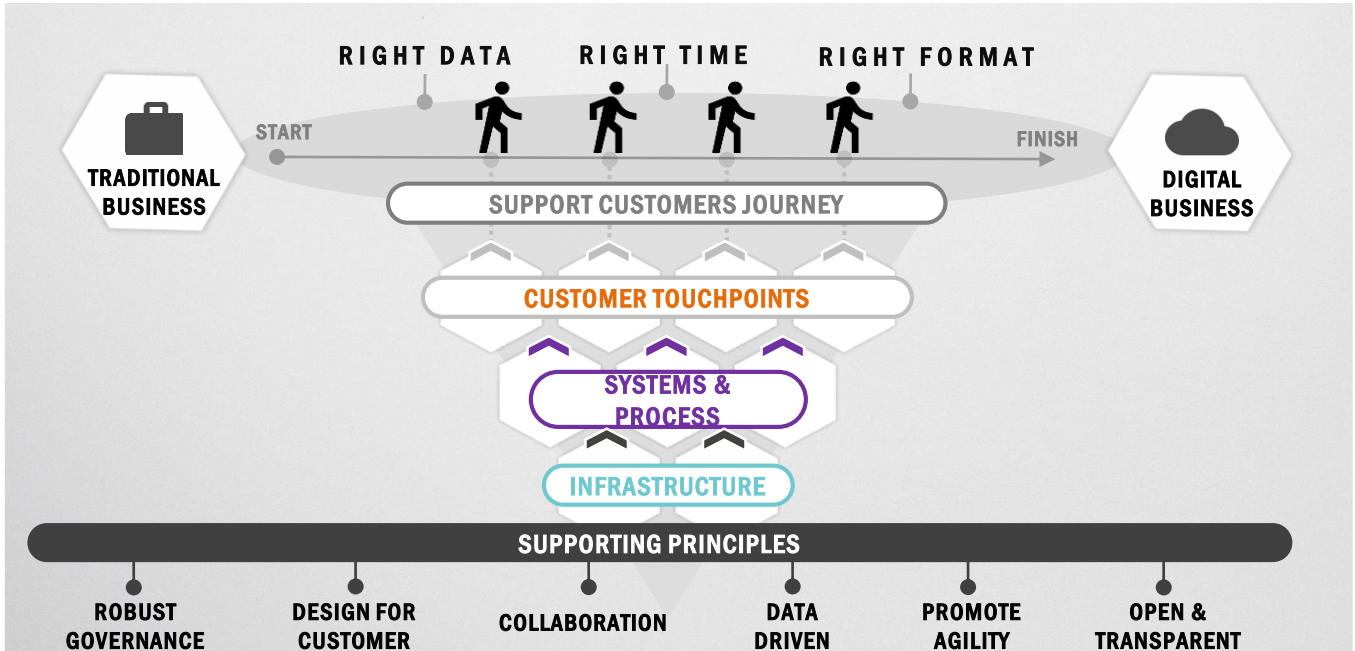 RIGHT DATA
RIGHT TIME
RIGHT FORMAT
START
FINISH
TRADITIONAL
BUSINESS
DIGITAL
BUSINESS
SUPPORT CUSTOMERS JOURNEY
CUSTOMER TOUCHPOINTS
SYSTEMS &
PROCESS
INFRASTRUCTURE
SUPPORTING PRINCIPLES
ROBUST
GOVERNANCE
DESIGN FOR
CUSTOMER
COLLABORATION
DATA
DRIVEN
PROMOTE
AGILITY
OPEN &
TRANSPARENT